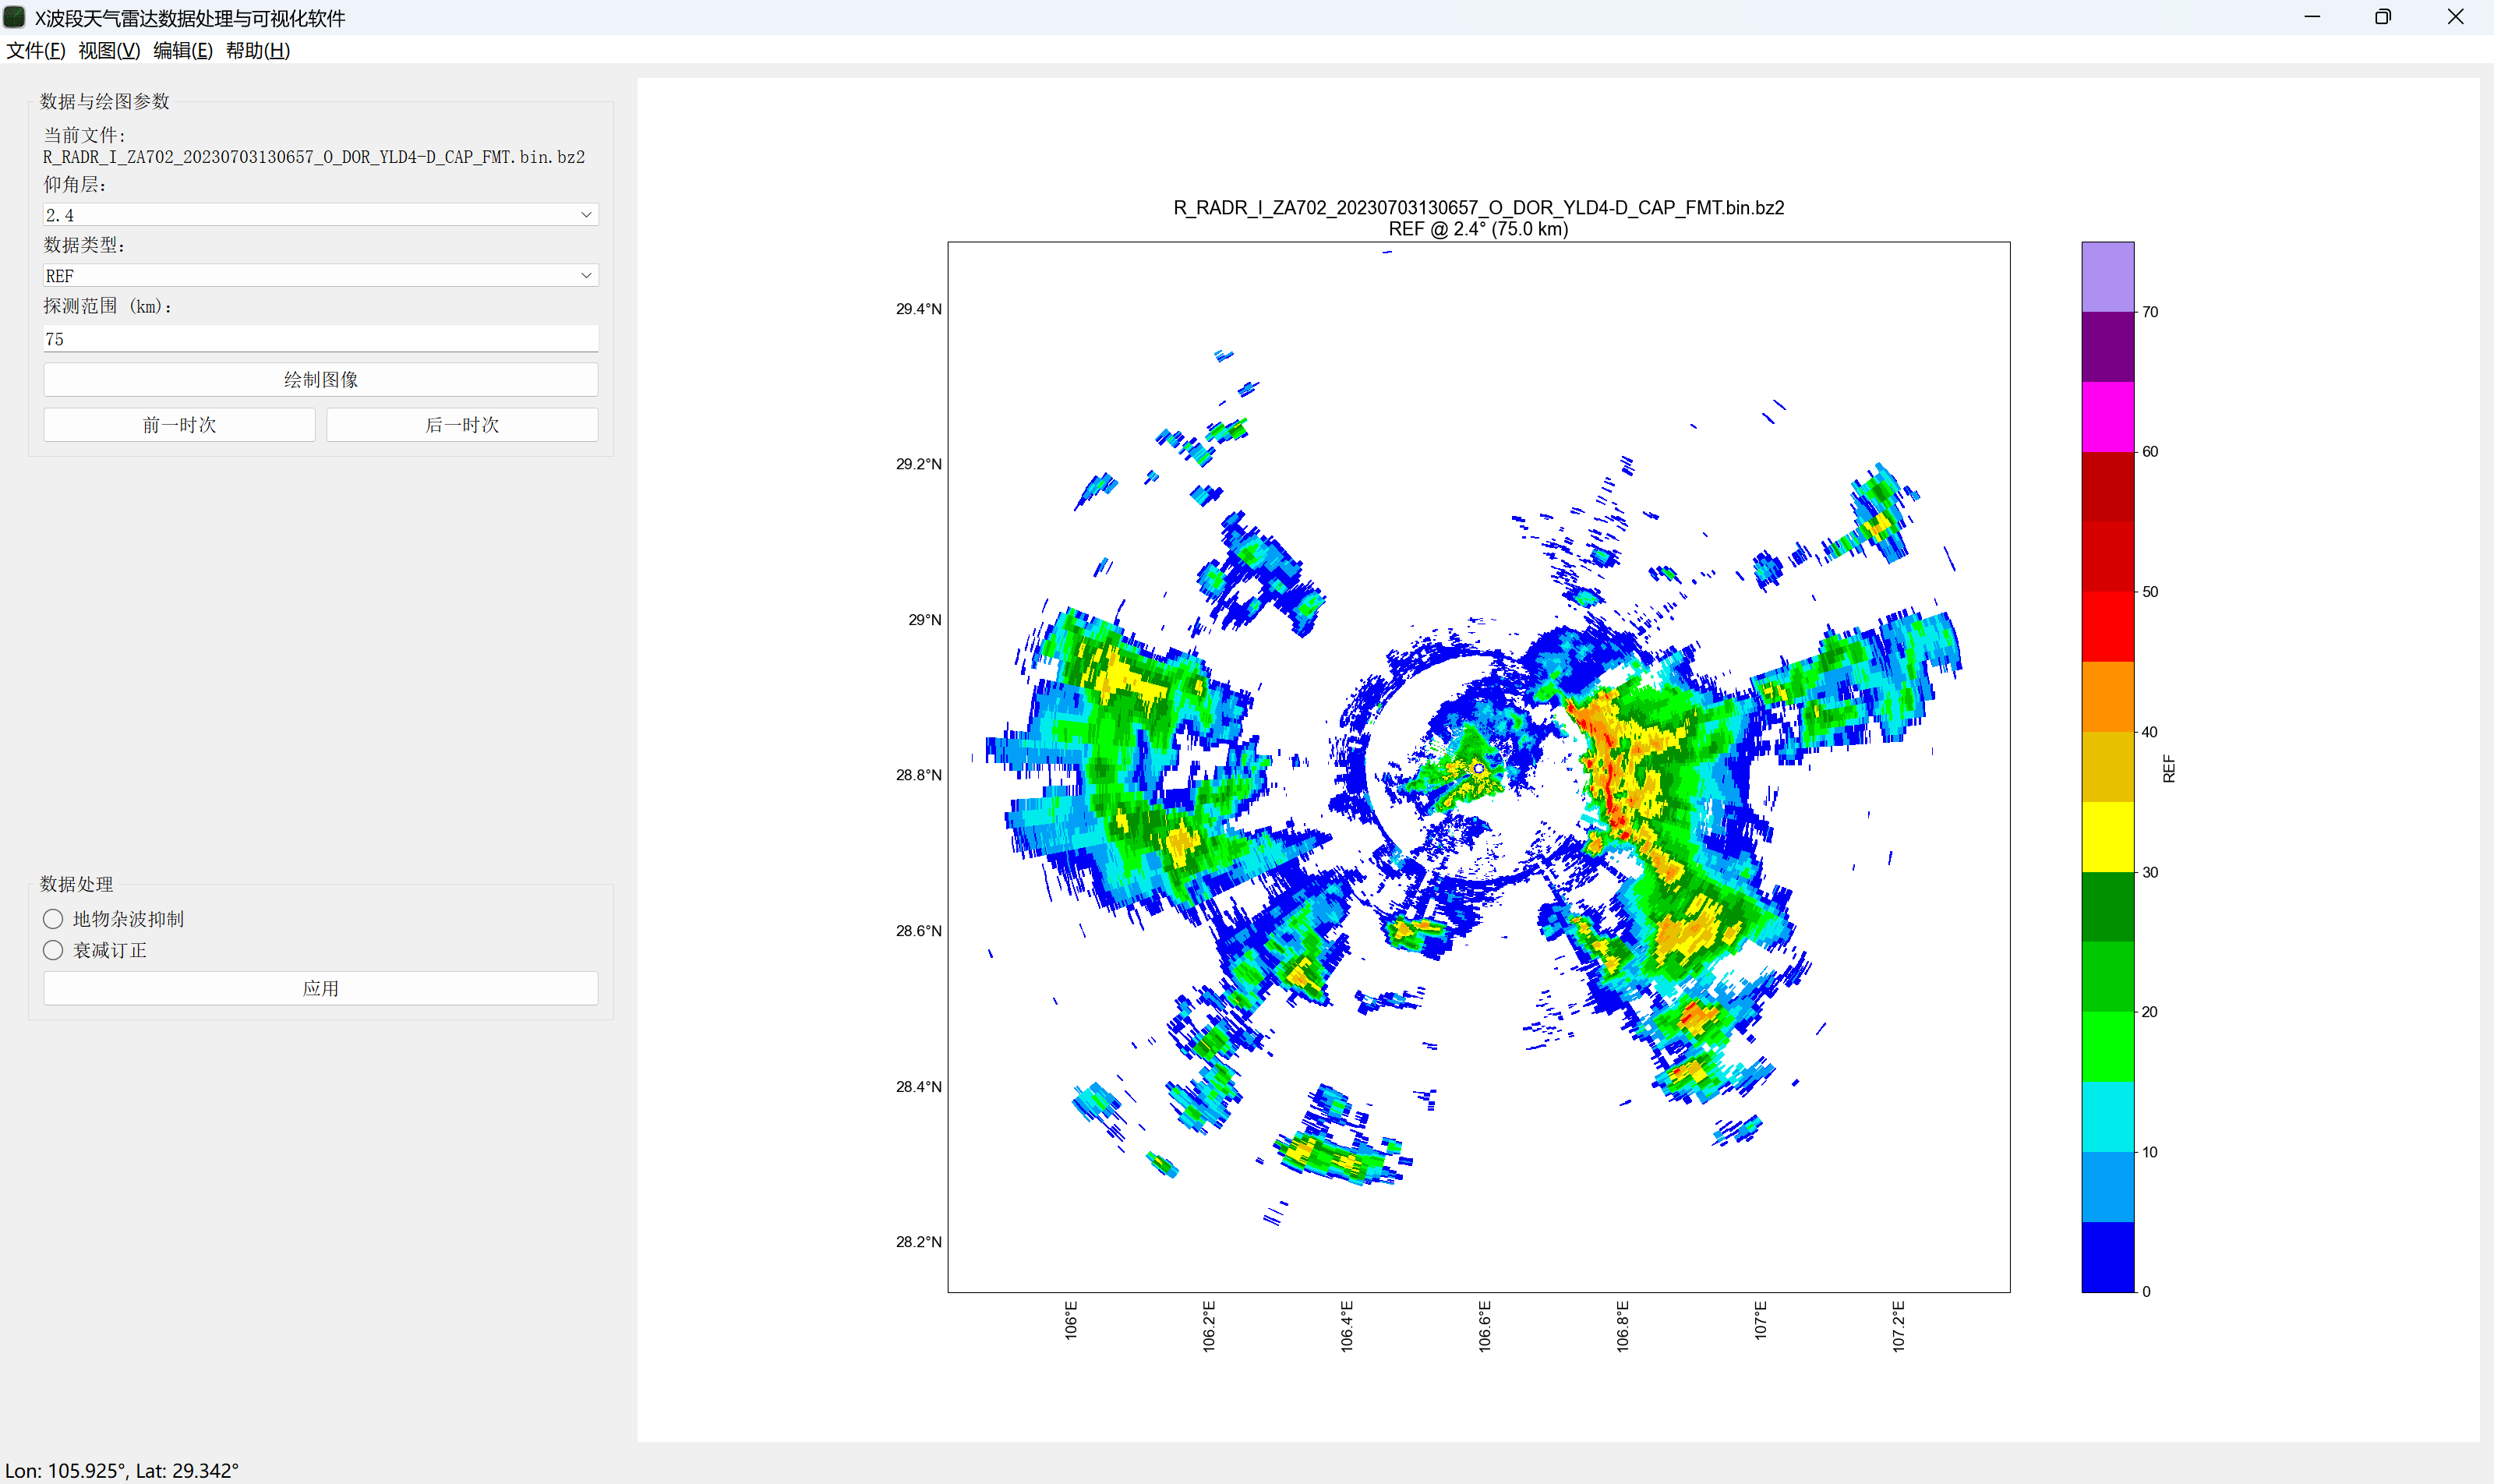 X波段天气雷达数据处理与可视化软件
文件(F) 视图(V) 编辑(E) 帮助(H)
数据与绘图参数
当前文件:
R_RADR_I_ZA702_20230703130657_O_DOR_YLD4-D_CAP_FMT.bin.bz2
仰角层:
2.4
数据类型:
REF
探测范围 (km):
75
绘制图像
前一时次 后一时次
数据处理
地物杂波抑制
衰减订正
应用
R_RADR_I_ZA702_20230703130657_O_DOR_YLD4-D_CAP_FMT.bin.bz2
REF @ 2.4° (75.0 km)
29.4°N
29.2°N
29°N
28.8°N
28.6°N
28.4°N
28.2°N
106°E 106.2°E 106.4°E 106.6°E 106.8°E 107°E 107.2°E
70
60
50
40
30
20
10
0
REF
Lon: 105.925°, Lat: 29.342°